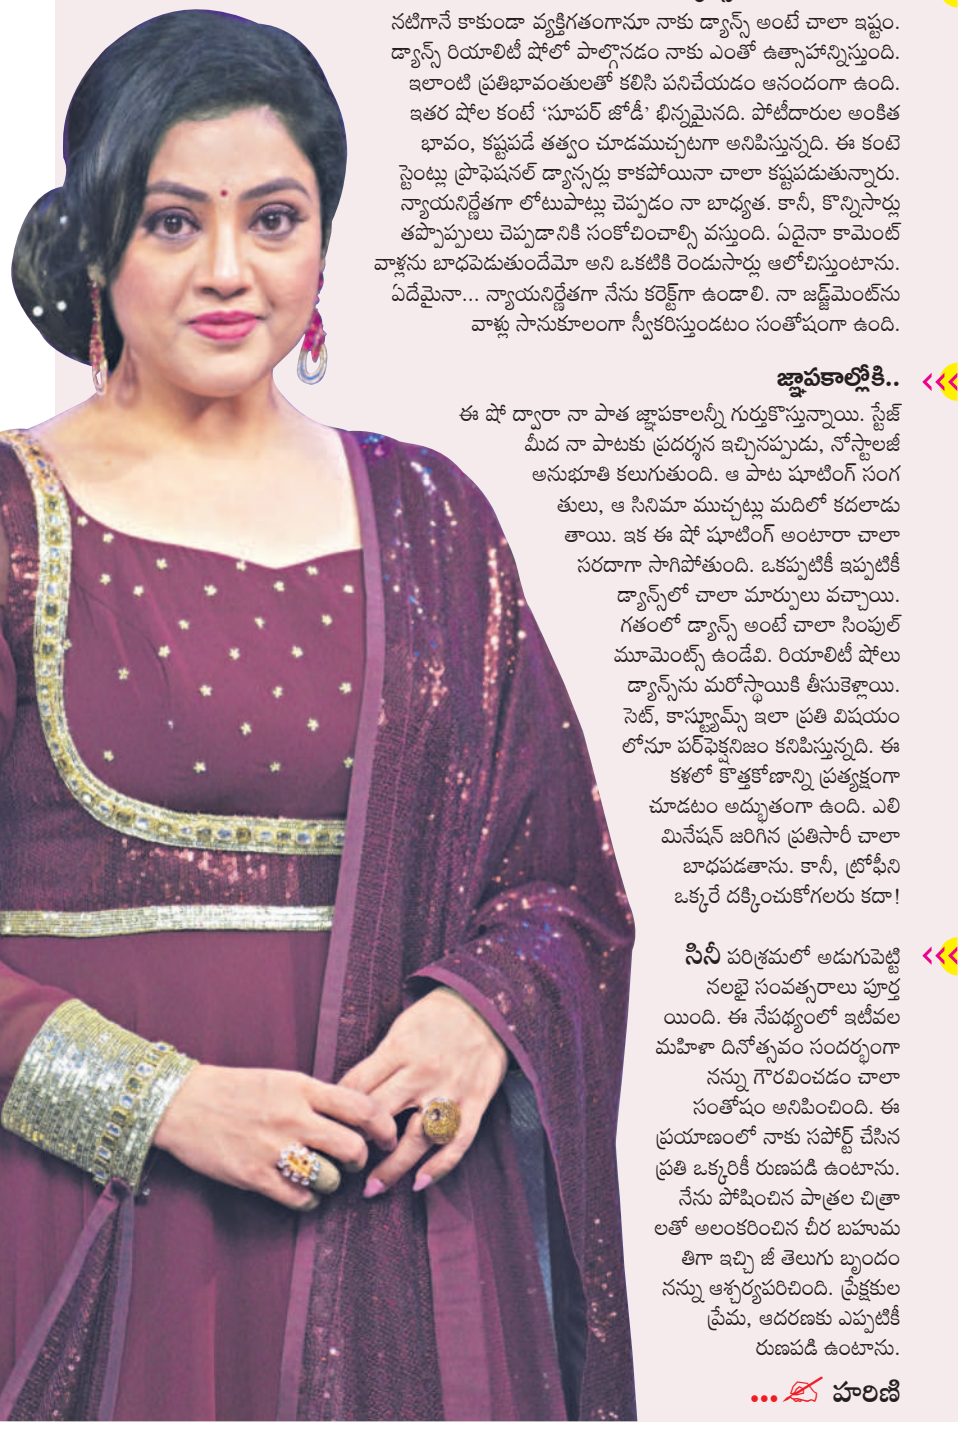 నటిగానే కాకుండా వ్యక్తిగతంగానూ నాకు డ్యాన్స్ అంటే చాలా ఇష్టం.
డ్యాన్స్ రియాలిటీ షోలో పాల్గొనడం నాకు ఎంతో ఉత్సాహాన్నిస్తుంది.
ఇలాంటి ప్రతిభావంతులతో కలిసి పనిచేయడం ఆనందంగా ఉంది.
ఇతర షోల కంటే ‘సూపర్ జోడీ’ భిన్నమైనది. పోటీదారుల అంకిత
భావం, కష్టపడే తత్వం చూడముచ్చటగా అనిపిస్తున్నది. ఈ కంటె
స్టెంట్లు ప్రొఫెషనల్ డ్యాన్సర్లు కాకపోయినా చాలా కష్టపడుతున్నారు.
న్యాయనిర్ణేతగా లోటుపాట్లు చెప్పడం నా బాధ్యత. కానీ, కొన్నిసార్లు
తప్పొప్పులు చెప్పడానికి సంకోచించాల్సి వస్తుంది. ఏదైనా కామెంట్
వాళ్లను బాధపెడుతుందేమో అని ఒకటికి రెండుసార్లు ఆలోచిస్తుంటాను.
ఏదేమైనా... న్యాయనిర్ణేతగా నేను కరెక్ట్‌గా ఉండాలి. నా జడ్జ్‌మెంట్‌ను
వాళ్లు సానుకూలంగా స్వీకరిస్తుండటం సంతోషంగా ఉంది.
జ్ఞాపకాల్లోకి..
ఈ షో ద్వారా నా పాత జ్ఞాపకాలన్నీ గుర్తుకొస్తున్నాయి. స్టేజ్
మీద నా పాటకు ప్రదర్శన ఇచ్చినప్పుడు, నోస్టాలజీ
అనుభూతి కలుగుతుంది. ఆ పాట షూటింగ్ సంగ
తులు, ఆ సినిమా ముచ్చట్లు మదిలో కదలాడు
తాయి. ఇక ఈ షో షూటింగ్ అంటారా చాలా
సరదాగా సాగిపోతుంది. ఒకప్పటికీ ఇప్పటికీ
డ్యాన్స్‌లో చాలా మార్పులు వచ్చాయి.
గతంలో డ్యాన్స్ అంటే చాలా సింపుల్
మూమెంట్స్ ఉండేవి. రియాలిటీ షోలు
డ్యాన్స్‌ను మరోస్థాయికి తీసుకెళ్లాయి.
సెట్, కాస్ట్యూమ్స్ ఇలా ప్రతి విషయం
లోనూ పర్‌ఫెక్షనిజం కనిపిస్తున్నది. ఈ
కళలో కొత్తకోణాన్ని ప్రత్యక్షంగా
చూడటం అద్భుతంగా ఉంది. ఎలి
మినేషన్ జరిగిన ప్రతిసారీ చాలా
బాధపడతాను. కానీ, ట్రోఫీని
ఒక్కరే దక్కించుకోగలరు కదా!
సినీ పరిశ్రమలో అడుగుపెట్టి
నలభై సంవత్సరాలు పూర్త
యింది. ఈ నేపథ్యంలో ఇటీవల
మహిళా దినోత్సవం సందర్భంగా
నన్ను గౌరవించడం చాలా
సంతోషం అనిపించింది. ఈ
ప్రయాణంలో నాకు సపోర్ట్ చేసిన
ప్రతి ఒక్కరికీ రుణపడి ఉంటాను.
నేను పోషించిన పాత్రల చిత్రా
లతో అలంకరించిన చీర బహుమ
తిగా ఇచ్చి జీ తెలుగు బృందం
నన్ను ఆశ్చర్యపరిచింది. ప్రేక్షకుల
ప్రేమ, ఆదరణకు ఎప్పటికీ
రుణపడి ఉంటాను.
... హరిణి